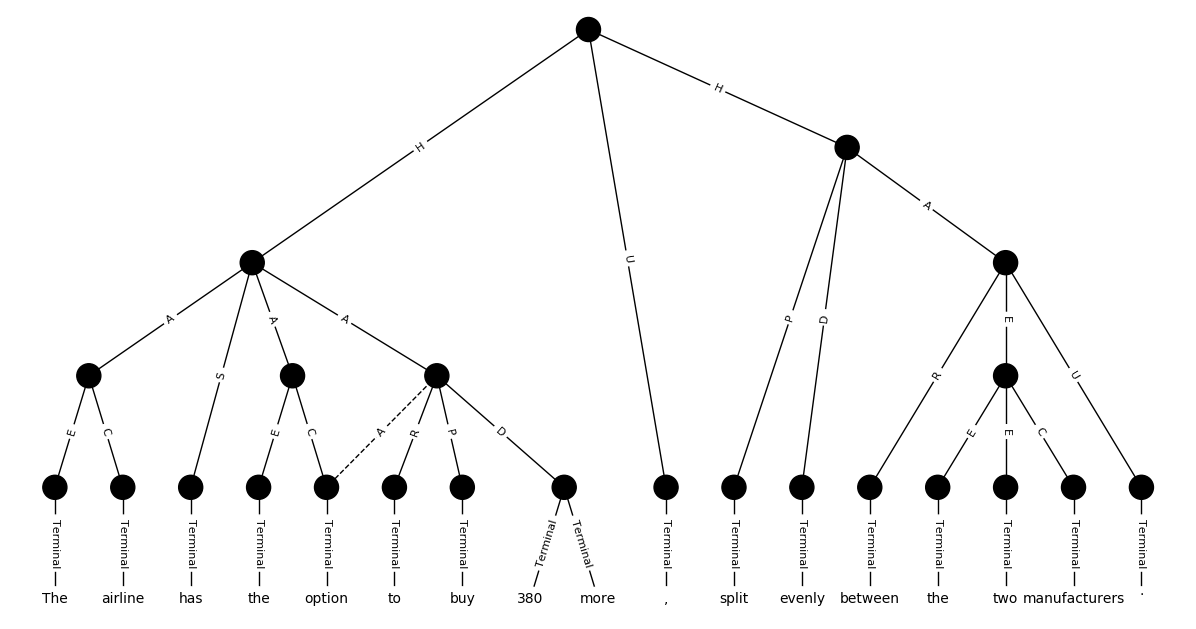 H
H
U
A
A
A
A
S
P
D
E
R
U
E
C
E
C
A
R
P
D
E
E
C
Terminal Terminal Terminal Terminal Terminal Terminal Terminal Terminal Terminal Terminal Terminal Terminal Terminal Terminal Terminal Terminal Terminal
The airline has the option to buy 380 more , split evenly between the two manufacturers .